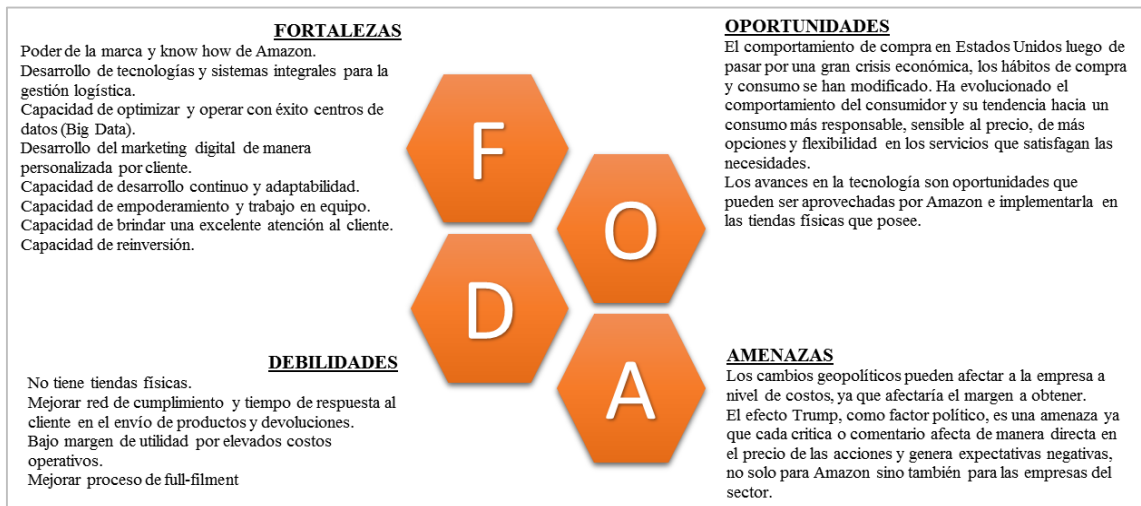 FORTALEZAS
Poder de la marca y know how de Amazon.
Desarrollo de tecnologías y sistemas integrales para la
gestión logística.
Capacidad de optimizar y operar con éxito centros de
datos (Big Data).
Desarrollo del marketing digital de manera
personalizada por cliente.
Capacidad de desarrollo continuo y adaptabilidad.
Capacidad de empoderamiento y trabajo en equipo.
Capacidad de brindar una excelente atención al cliente.
Capacidad de reinversión.
OPORTUNIDADES
El comportamiento de compra en Estados Unidos luego de
pasar por una gran crisis económica, los hábitos de compra
y consumo se han modificado. Ha evolucionado el
comportamiento del consumidor y su tendencia hacia un
consumo más responsable, sensible al precio, de más
opciones y flexibilidad en los servicios que satisfagan las
necesidades.
Los avances en la tecnología son oportunidades que
pueden ser aprovechadas por Amazon e implementarla en
las tiendas físicas que posee.
F
O
D
A
DEBILIDADES
No tiene tiendas físicas.
Mejorar red de cumplimiento y tiempo de respuesta al
cliente en el envío de productos y devoluciones.
Bajo margen de utilidad por elevados costos
operativos.
Mejorar proceso de full-filment
AMENAZAS
Los cambios geopolíticos pueden afectar a la empresa a
nivel de costos, ya que afectaría el margen a obtener.
El efecto Trump, como factor político, es una amenaza ya
que cada critica o comentario afecta de manera directa en
el precio de las acciones y genera expectativas negativas,
no solo para Amazon sino también para las empresas del
sector.